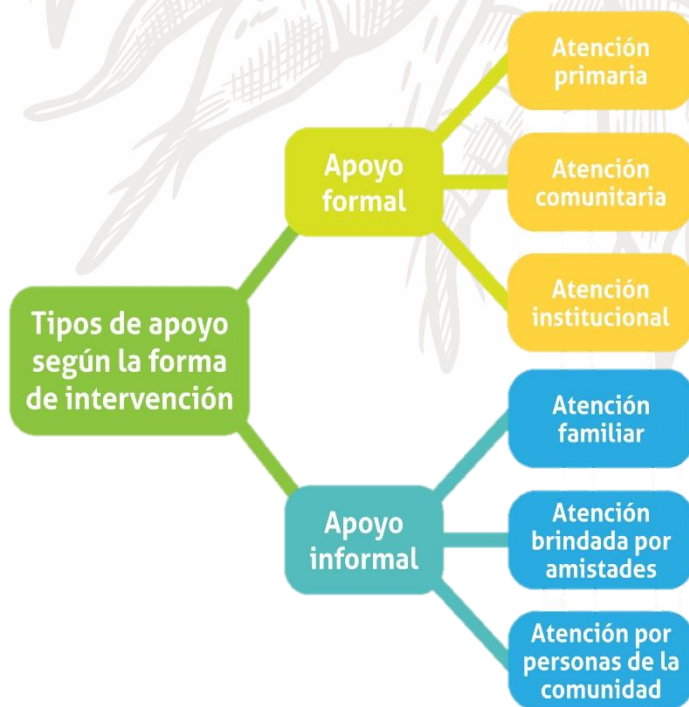 Tipos de apoyo
según la forma
de intervención
Apoyo
formal
Atención
primaria
Atención
comunitaria
Atención
institucional
Apoyo
informal
Atención
familiar
Atención
brindada por
amistades
Atención por
personas de la
comunidad